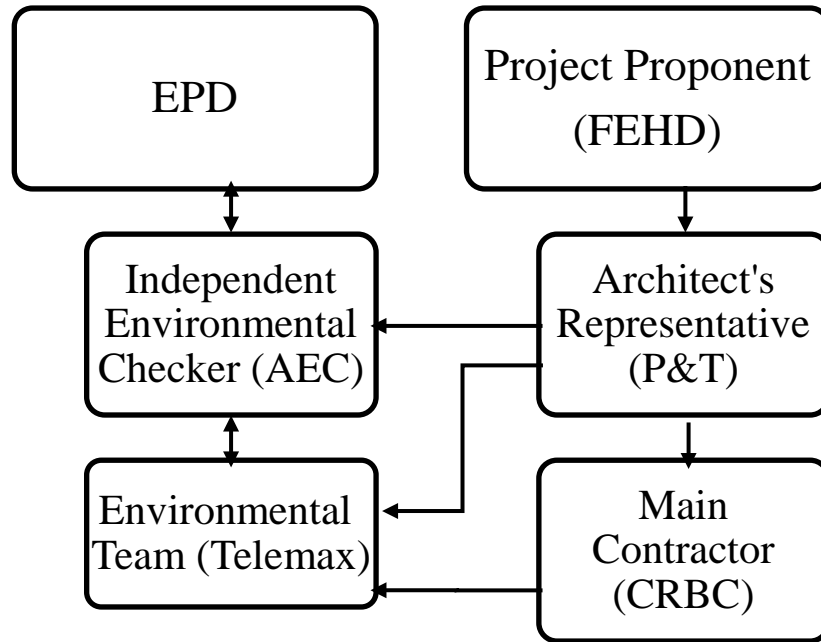 EPD
Project Proponent
(FEHD)
Independent
Environmental
Checker (AEC)
Architect's
Representative
(P&T)
Environmental
Team (Telemax)
Main
Contractor
(CRBC)